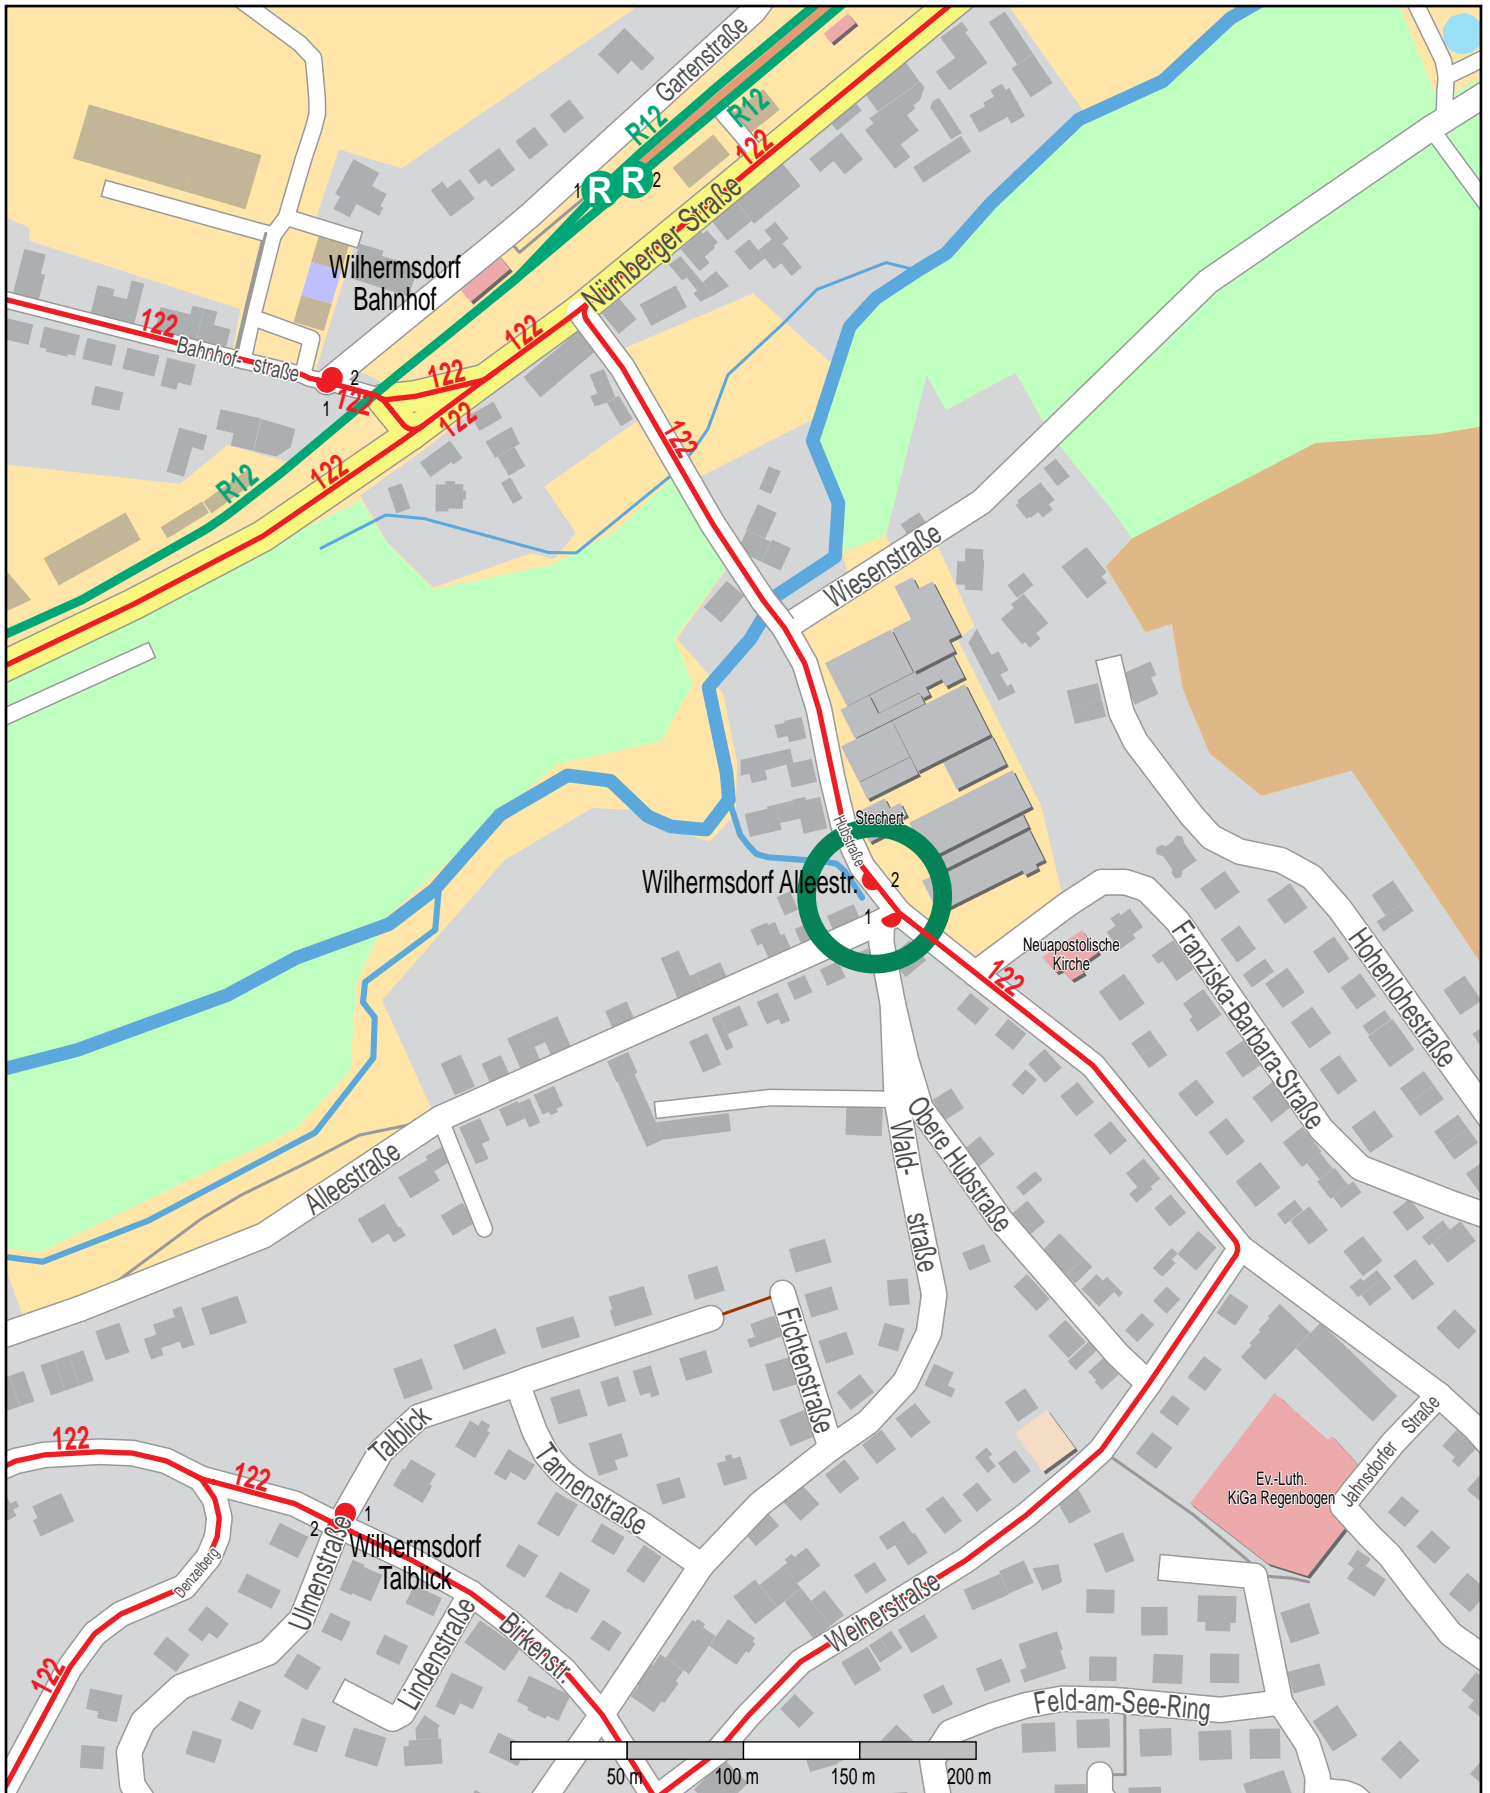 Gartenstraße
R12
R12
122
1
R
R
2
Nürnberger Straße
Wilhermsdorf
Bahnhof
122
Bahnhof- straße
122
122
2
1
122
122
122
122
R12
Wiesenstraße
Stechert
Hubstraße
Wilhermsdorf Alleestr.
2
1
Neuapostolische
Kirche
122
Franziska-Barbara-Straße
Hohenlohestraße
Obere Hubstraße
Wald-
straße
Alleestraße
Fichtenstraße
Talblick
Tannenstraße
122
122
1
2
Wilhermsdorf
Talblick
Ulmenstraße
Denzelberg
Lindenstraße
Birkenstr.
122
Weiherstraße
Ev.-Luth.
KiGa Regenbogen
Jahnsdorfer Straße
Feld-am-See-Ring
50 m
100 m
150 m
200 m